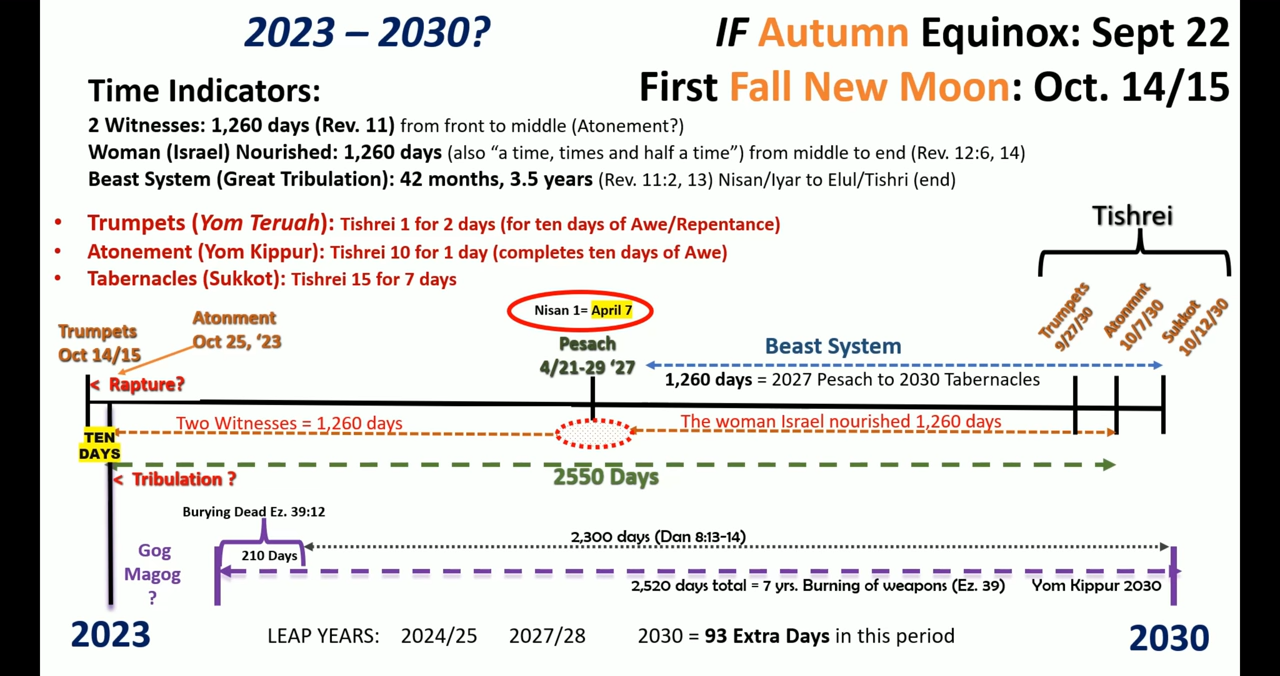 2023 – 2030?
IF Autumn Equinox: Sept 22
First Fall New Moon: Oct. 14/15
Time Indicators:
2 Witnesses: 1,260 days (Rev. 11) from front to middle (Atonement?)
Woman (Israel) Nourished: 1,260 days (also “a time, times and half a time”) from middle to end (Rev. 12:6, 14)
Beast System (Great Tribulation): 42 months, 3.5 years (Rev. 11:2, 13) Nisan/Iyar to Elul/Tishri (end)
• Trumpets (Yom Teruah): Tishrei 1 for 2 days (for ten days of Awe/Repentance)
• Atonement (Yom Kippur): Tishrei 10 for 1 day (completes ten days of Awe)
• Tabernacles (Sukkot): Tishrei 15 for 7 days
Tishrei
Trumpets
9/27/30
Atonmnt
10/7/30
Sukkot
10/12/30
Trumpets
Oct 14/15
Atonment
Oct 25, ‘23
Nisan 1= April 7
Pesach
4/21-29 ‘27
Beast System
< Rapture?
1,260 days = 2027 Pesach to 2030 Tabernacles
Two Witnesses = 1,260 days
The woman Israel nourished 1,260 days
TEN
DAYS
< Tribulation ?
2550 Days
Burying Dead Ez. 39:12
210 Days
2,300 days (Dan 8:13-14)
Gog
Magog
?
2,520 days total = 7 yrs. Burning of weapons (Ez. 39)
Yom Kippur 2030
2023
LEAP YEARS: 2024/25 2027/28 2030 = 93 Extra Days in this period
2030